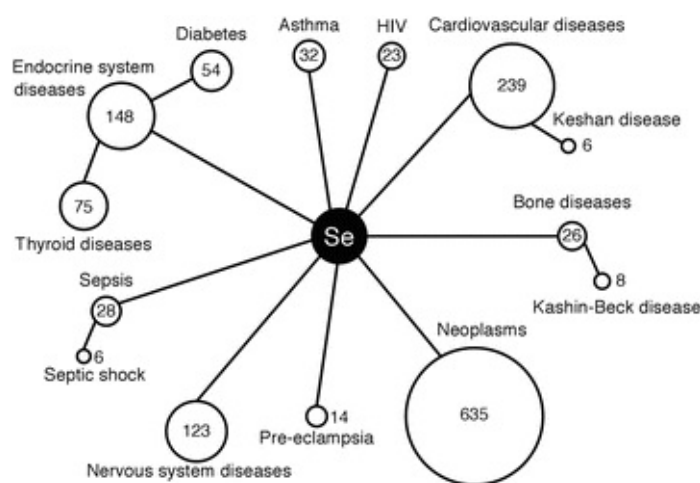 Asthma
32
HIV
23
Cardiovascular diseases
239
Keshan disease
6
Diabetes
54
Endocrine system
diseases
148
75
Thyroid diseases
Se
Bone diseases
26
8
Kashin-Beck disease
Sepsis
28
6
Septic shock
Neoplasms
635
14
Pre-eclampsia
123
Nervous system diseases